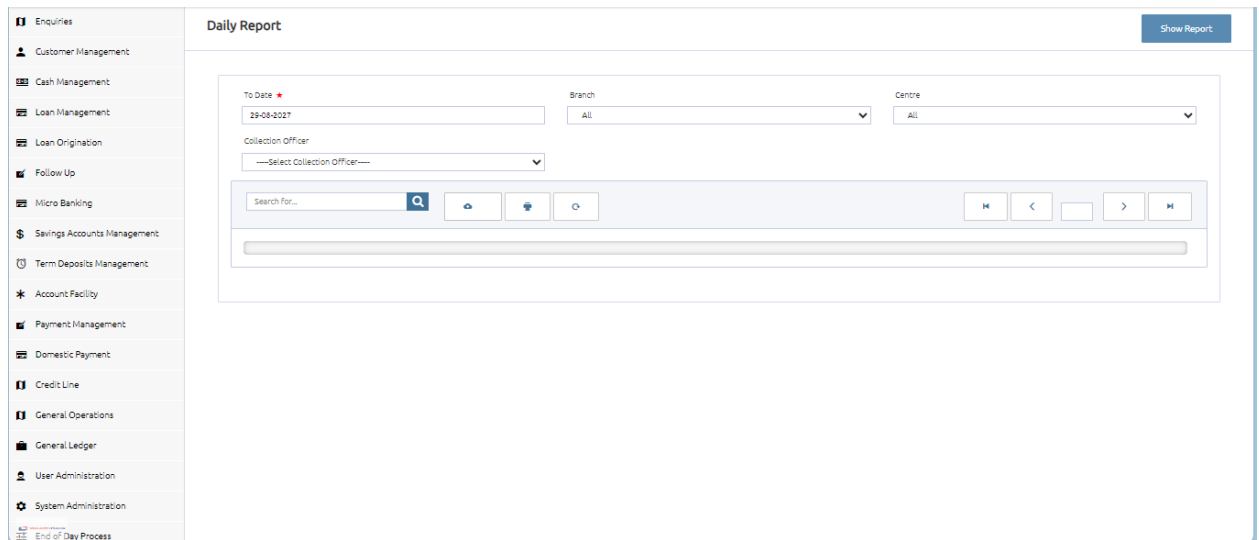 Enquiries
Customer Management
Cash Management
Loan Management
Loan Origination
Follow Up
Micro Banking
Savings Accounts Management
Term Deposits Management
Account Facility
Payment Management
Domestic Payment
Credit Line
General Operations
General Ledger
User Administration
System Administration
End of Day Process
Daily Report
Show Report
To Date ★ Branch Centre
29-08-2027 All All
Collection Officer
----Select Collection Officer----
Search for...